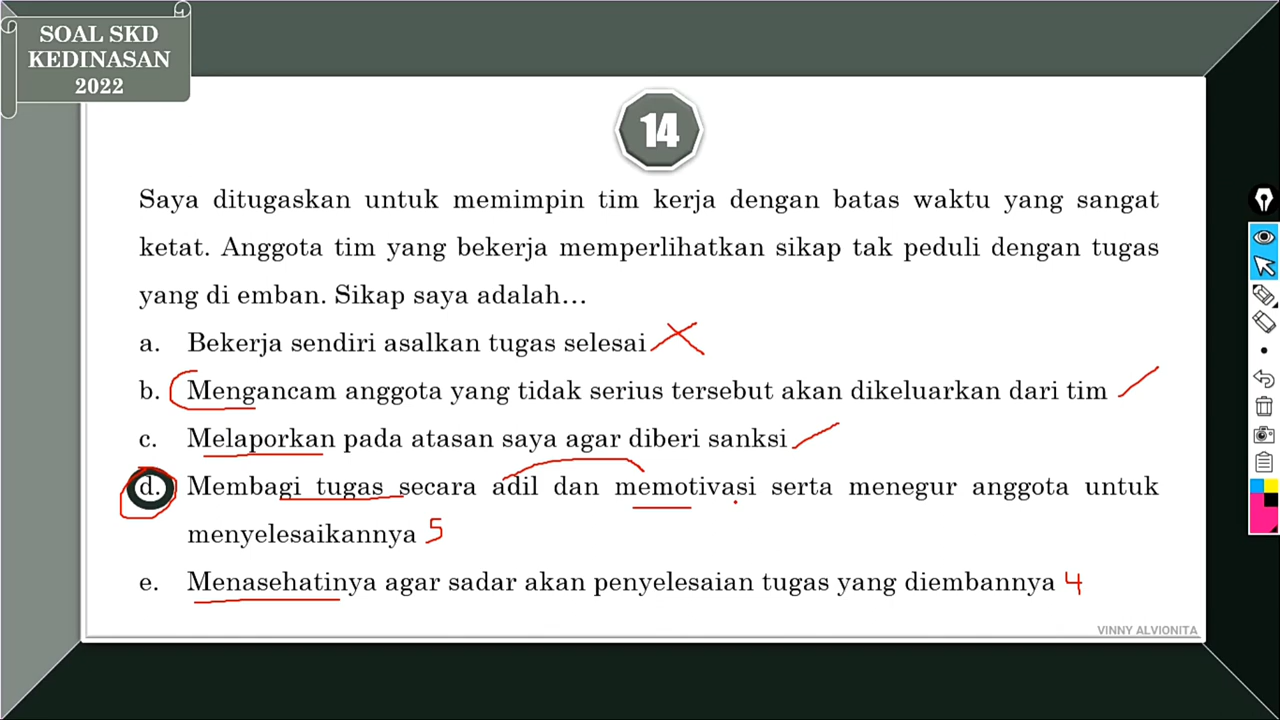 SOAL SKD
KEDINASAN
2022
14
Saya ditugaskan untuk memimpin tim kerja dengan batas waktu yang sangat
ketat. Anggota tim yang bekerja memperlihatkan sikap tak peduli dengan tugas
yang di emban. Sikap saya adalah...
a. Bekerja sendiri asalkan tugas selesai
b. Mengancam anggota yang tidak serius tersebut akan dikeluarkan dari tim
c. Melaporkan pada atasan saya agar diberi sanksi
d. Membagi tugas secara adil dan memotivasi serta menegur anggota untuk
menyelesaikannya 5
e. Menasehatinya agar sadar akan penyelesaian tugas yang diembannya 4
VINNY ALVIONITA